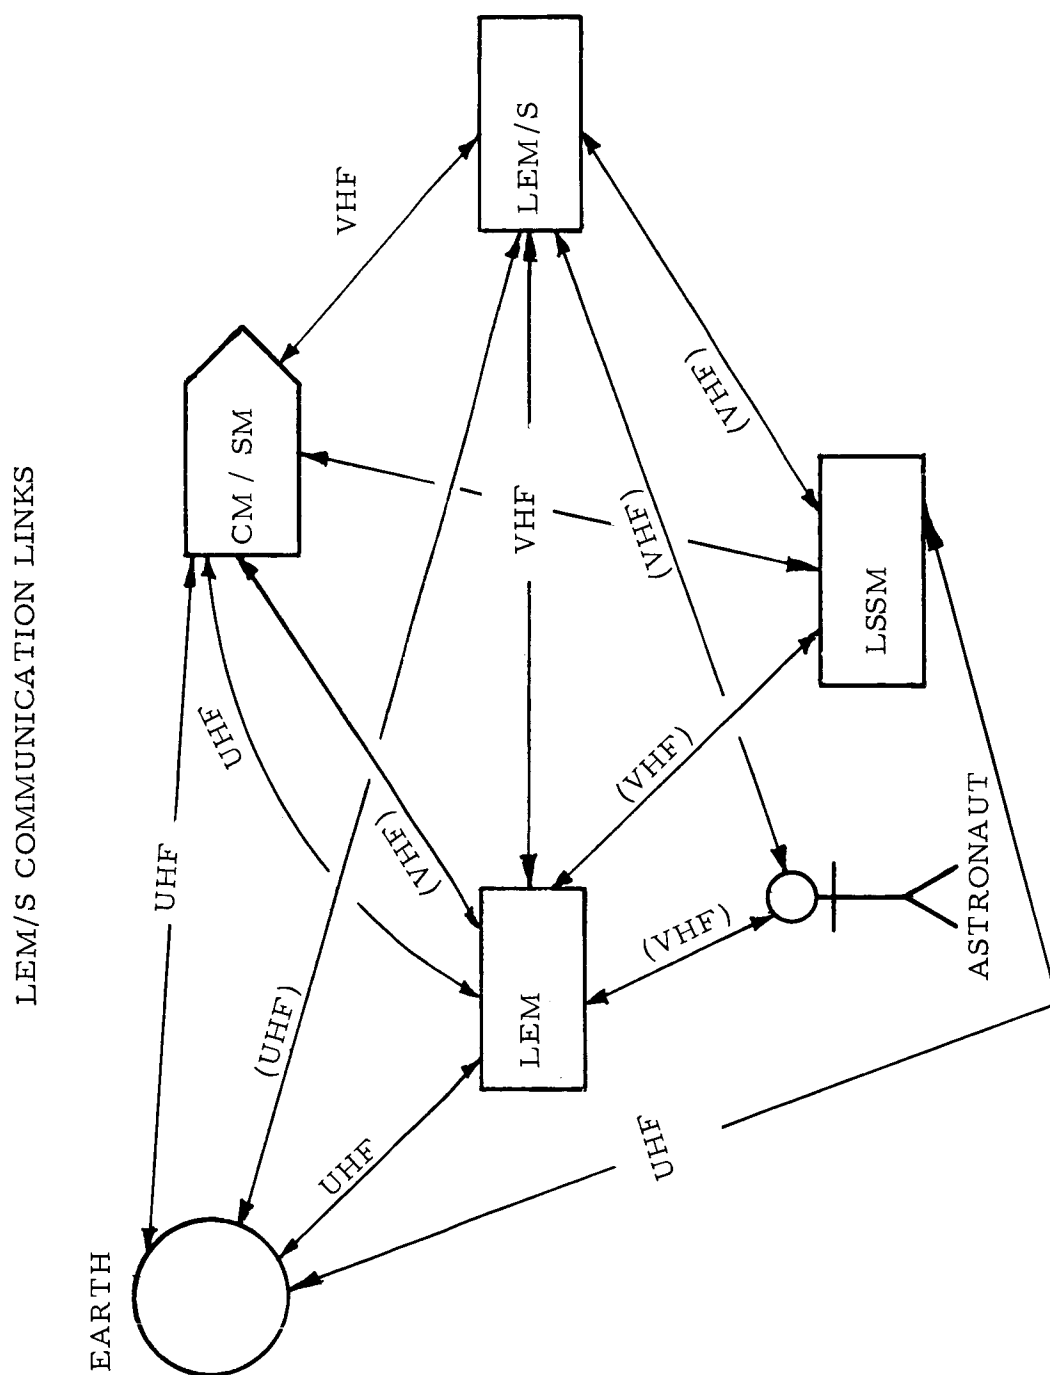 LEM/S COMMUNICATION LINKS
EARTH
UHF
UHF
CM / SM
VHF
(UHF)
UHF
(VHF)
LEM
VHF
LEM/S
UHF
(VHF)
(VHF)
(VHF)
(VHF)
LSSM
ASTRONAUT